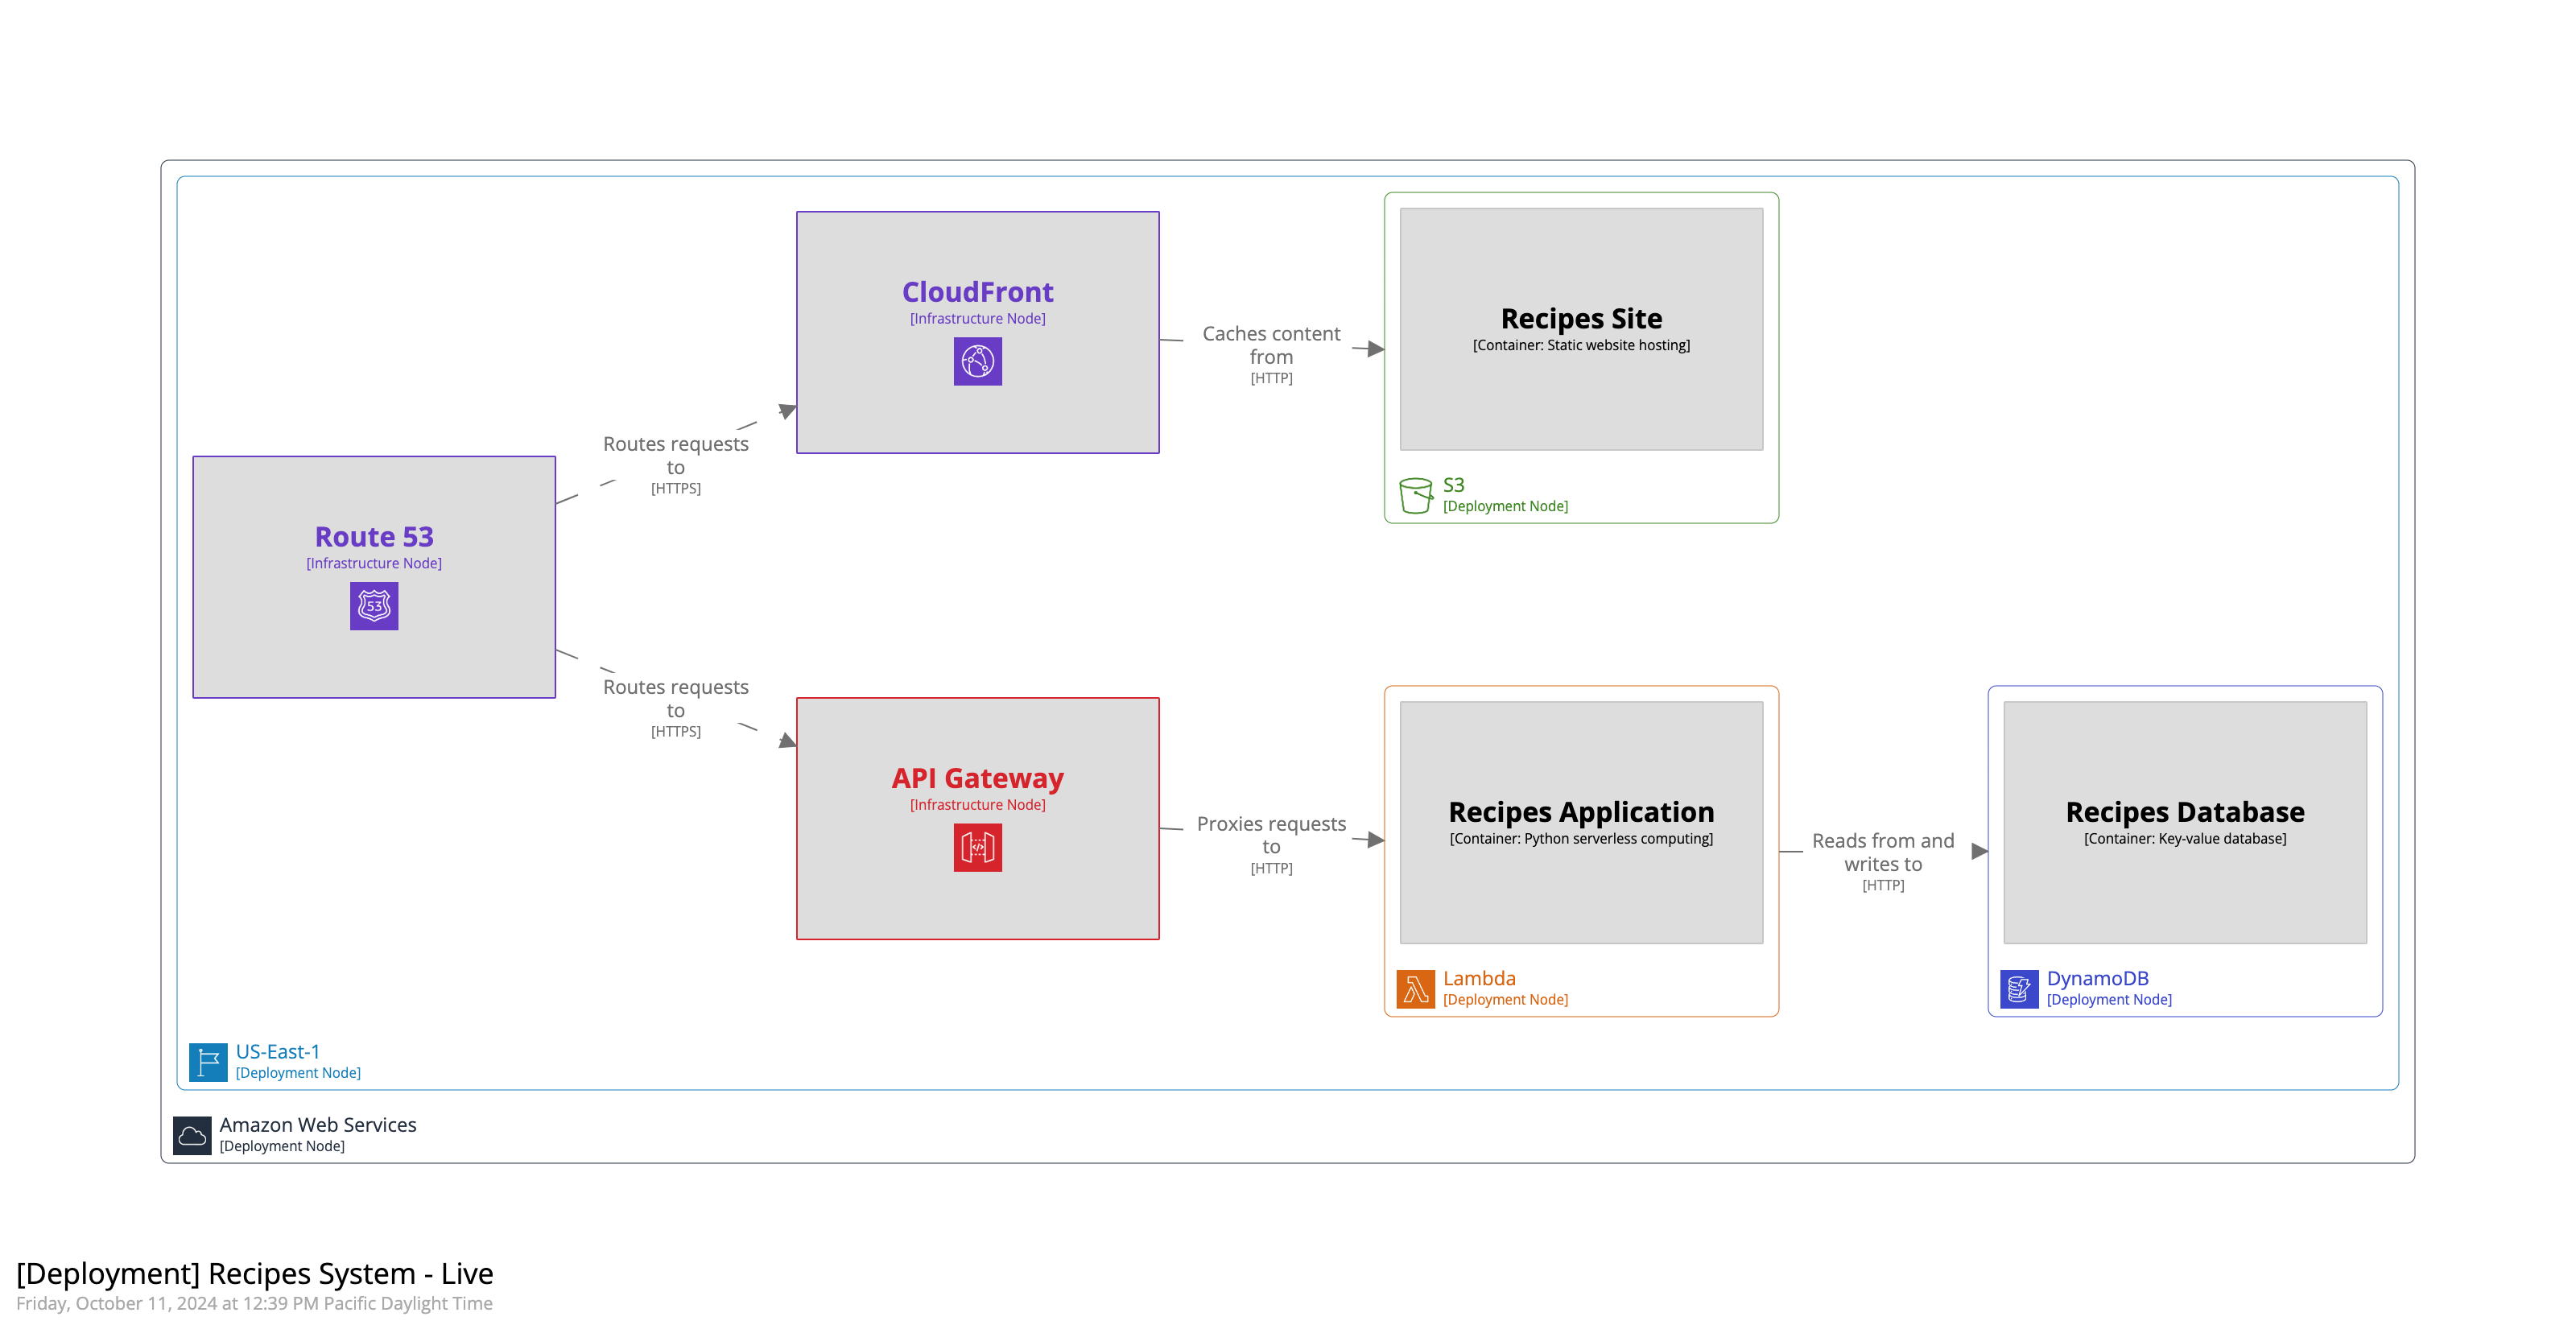 CloudFront
[Infrastructure Node]
Caches content
from
[HTTP]
Recipes Site
[Container: Static website hosting]
S3
[Deployment Node]
Routes requests
to
[HTTPS]
Route 53
[Infrastructure Node]
53
Routes requests
to
[HTTPS]
API Gateway
[Infrastructure Node]
Proxies requests
to
[HTTP]
Recipes Application
[Container: Python serverless computing]
Lambda
[Deployment Node]
Reads from and
writes to
[HTTP]
Recipes Database
[Container: Key-value database]
DynamoDB
[Deployment Node]
US-East-1
[Deployment Node]
Amazon Web Services
[Deployment Node]
[Deployment] Recipes System - Live
Friday, October 11, 2024 at 12:39 PM Pacific Daylight Time